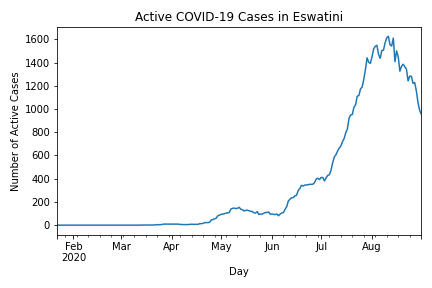 Active COVID-19 Cases in Eswatini
Number of Active Cases
1600
1400
1200
1000
800
600
400
200
0
Feb Mar Apr May Jun Jul Aug
2020
Day